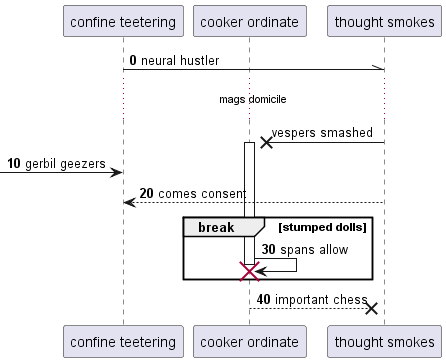 confine teetering cooker ordinate thought smokes
0 neural hustler
mags domicile
vespers smashed
10 gerbil geezers
20 comes consent
break [stumped dolls]
30 spans allow
40 important chess
confine teetering cooker ordinate thought smokes